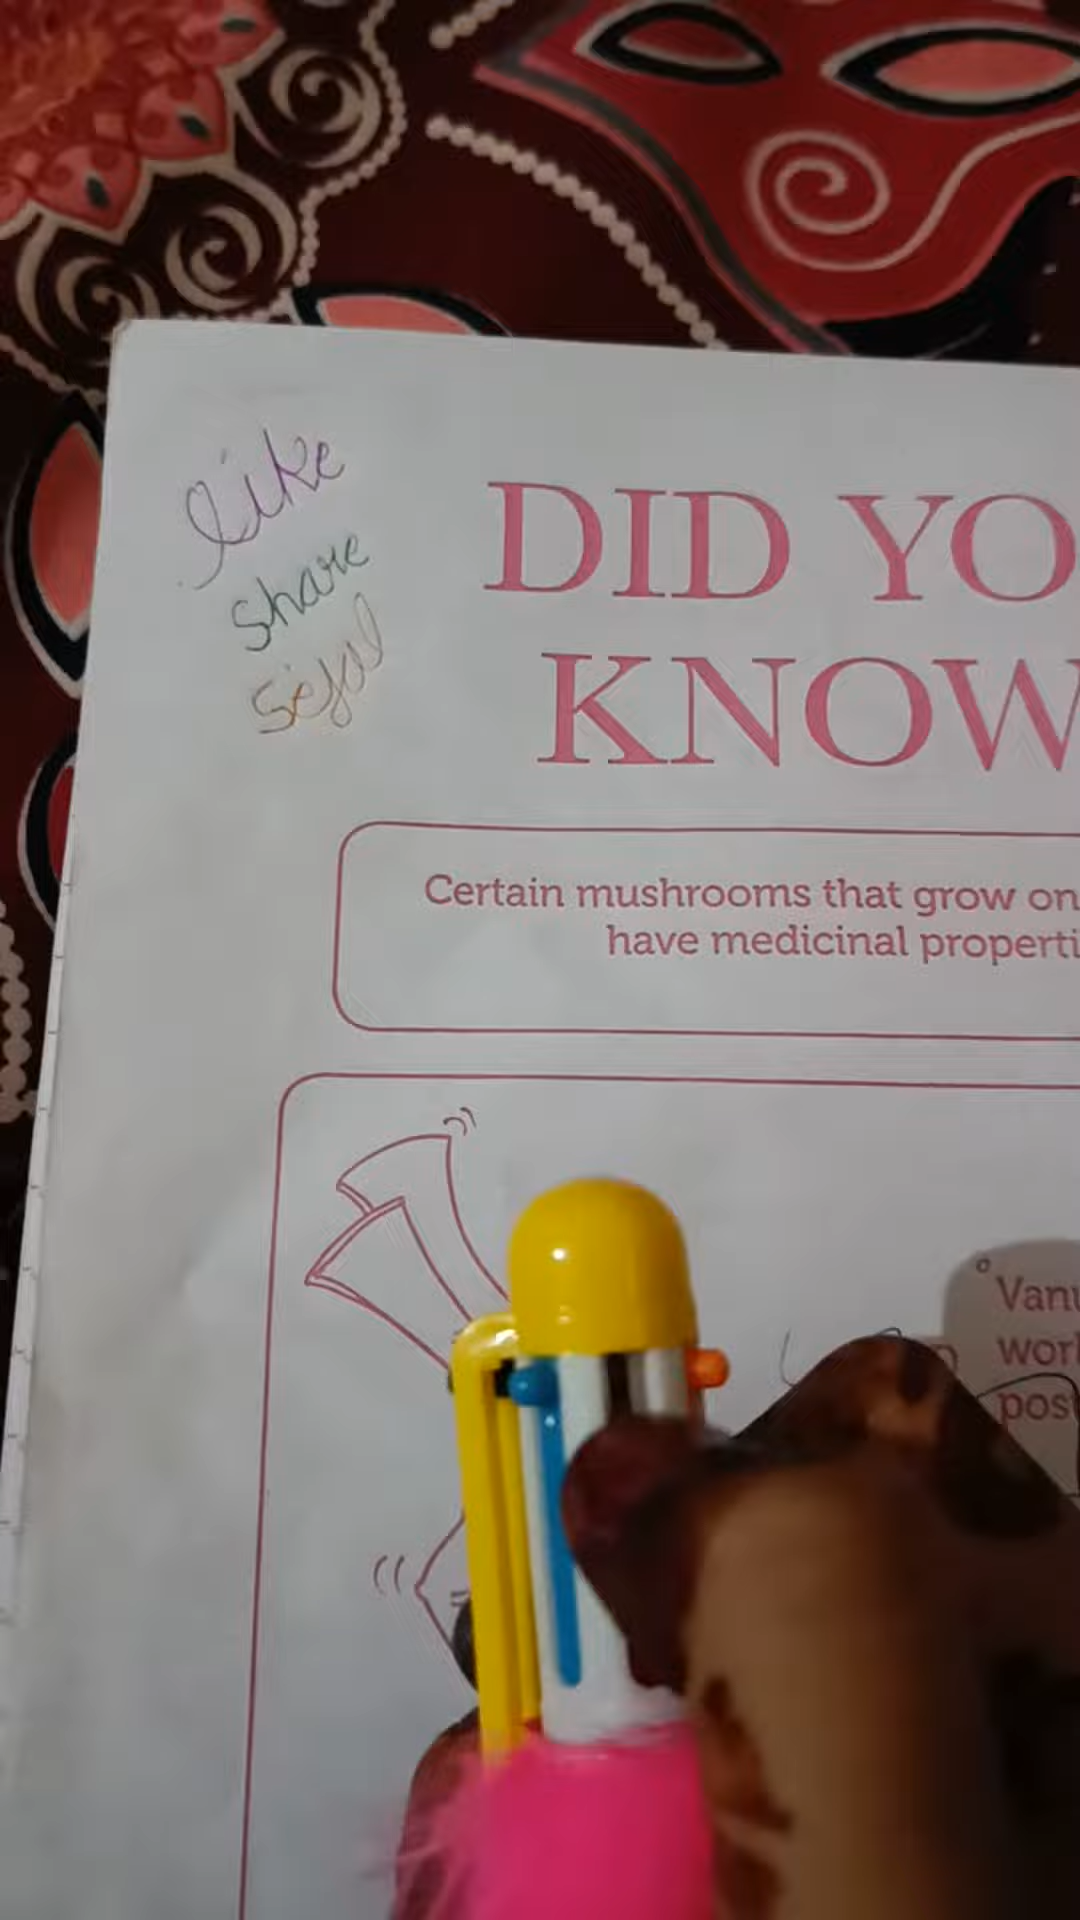 like
share
sejal
DID YO
KNOW
Certain mushrooms that grow on
have medicinal properti
Vanu
work
post